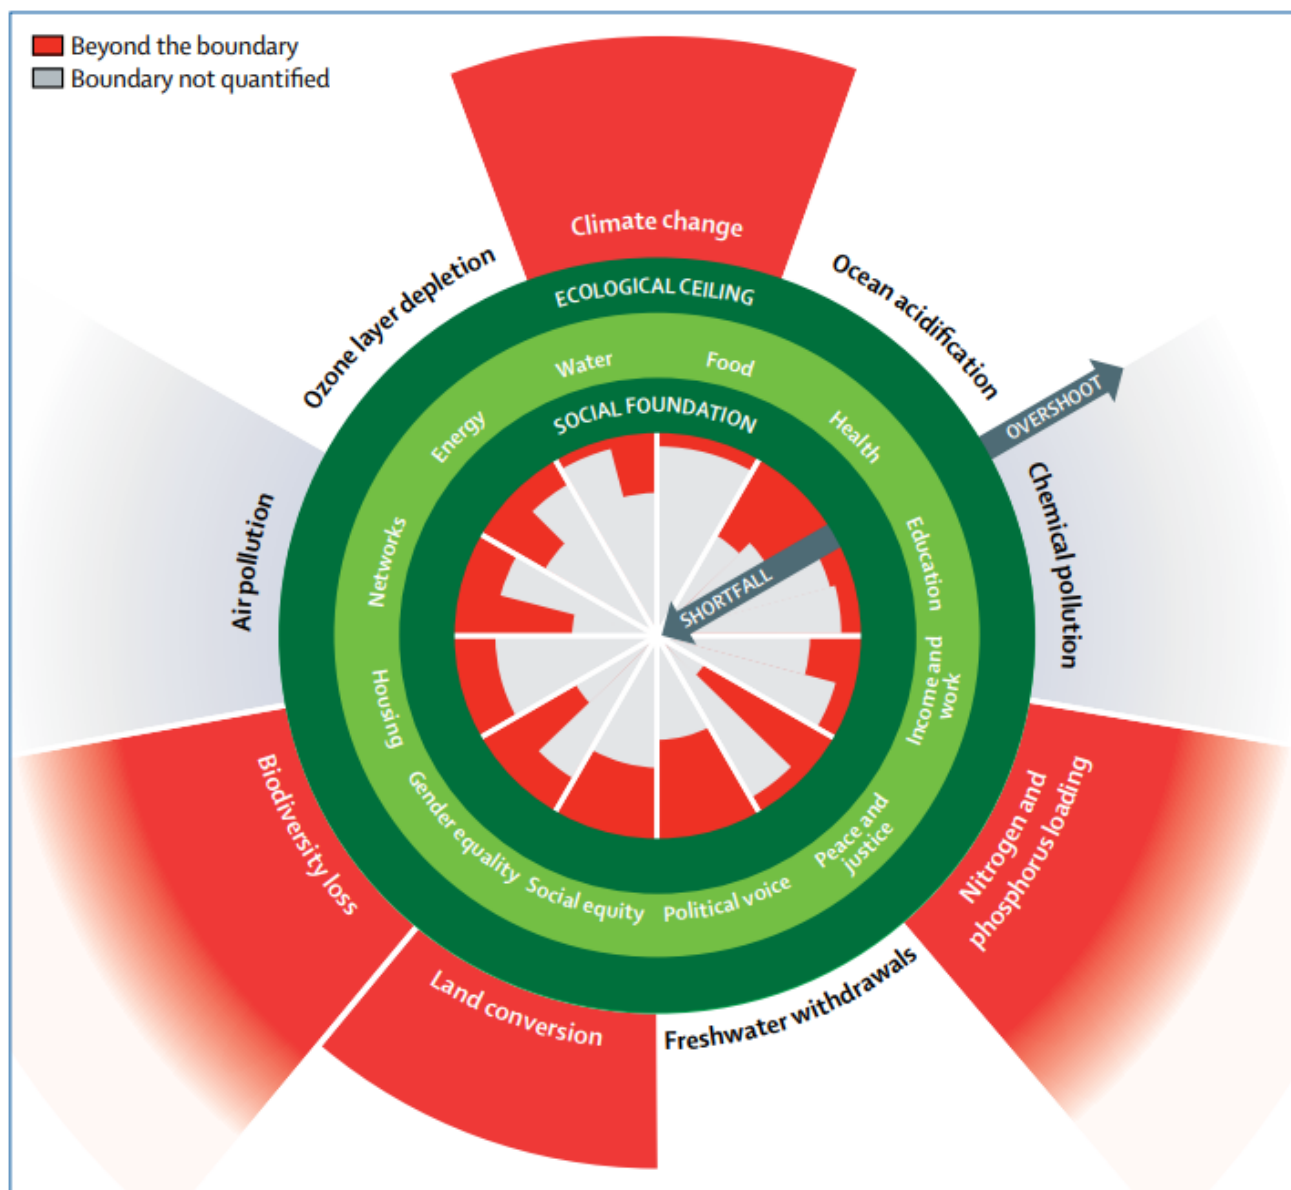 Beyond the boundary
Boundary not quantified
Climate change
Ozone layer depletion
Ocean acidification
ECOLOGICAL CEILING
Water
Food
Energy
SOCIAL FOUNDATION
Health
OVERSHOOT
Air pollution
Networks
Education
Chemical pollution
SHORTFALL
Housing
Income and
work
Biodiversity loss
Gender equality
Social equity
Political voice
Peace and
justice
Nitrogen and
phosphorus loading
Land conversion
Freshwater withdrawals